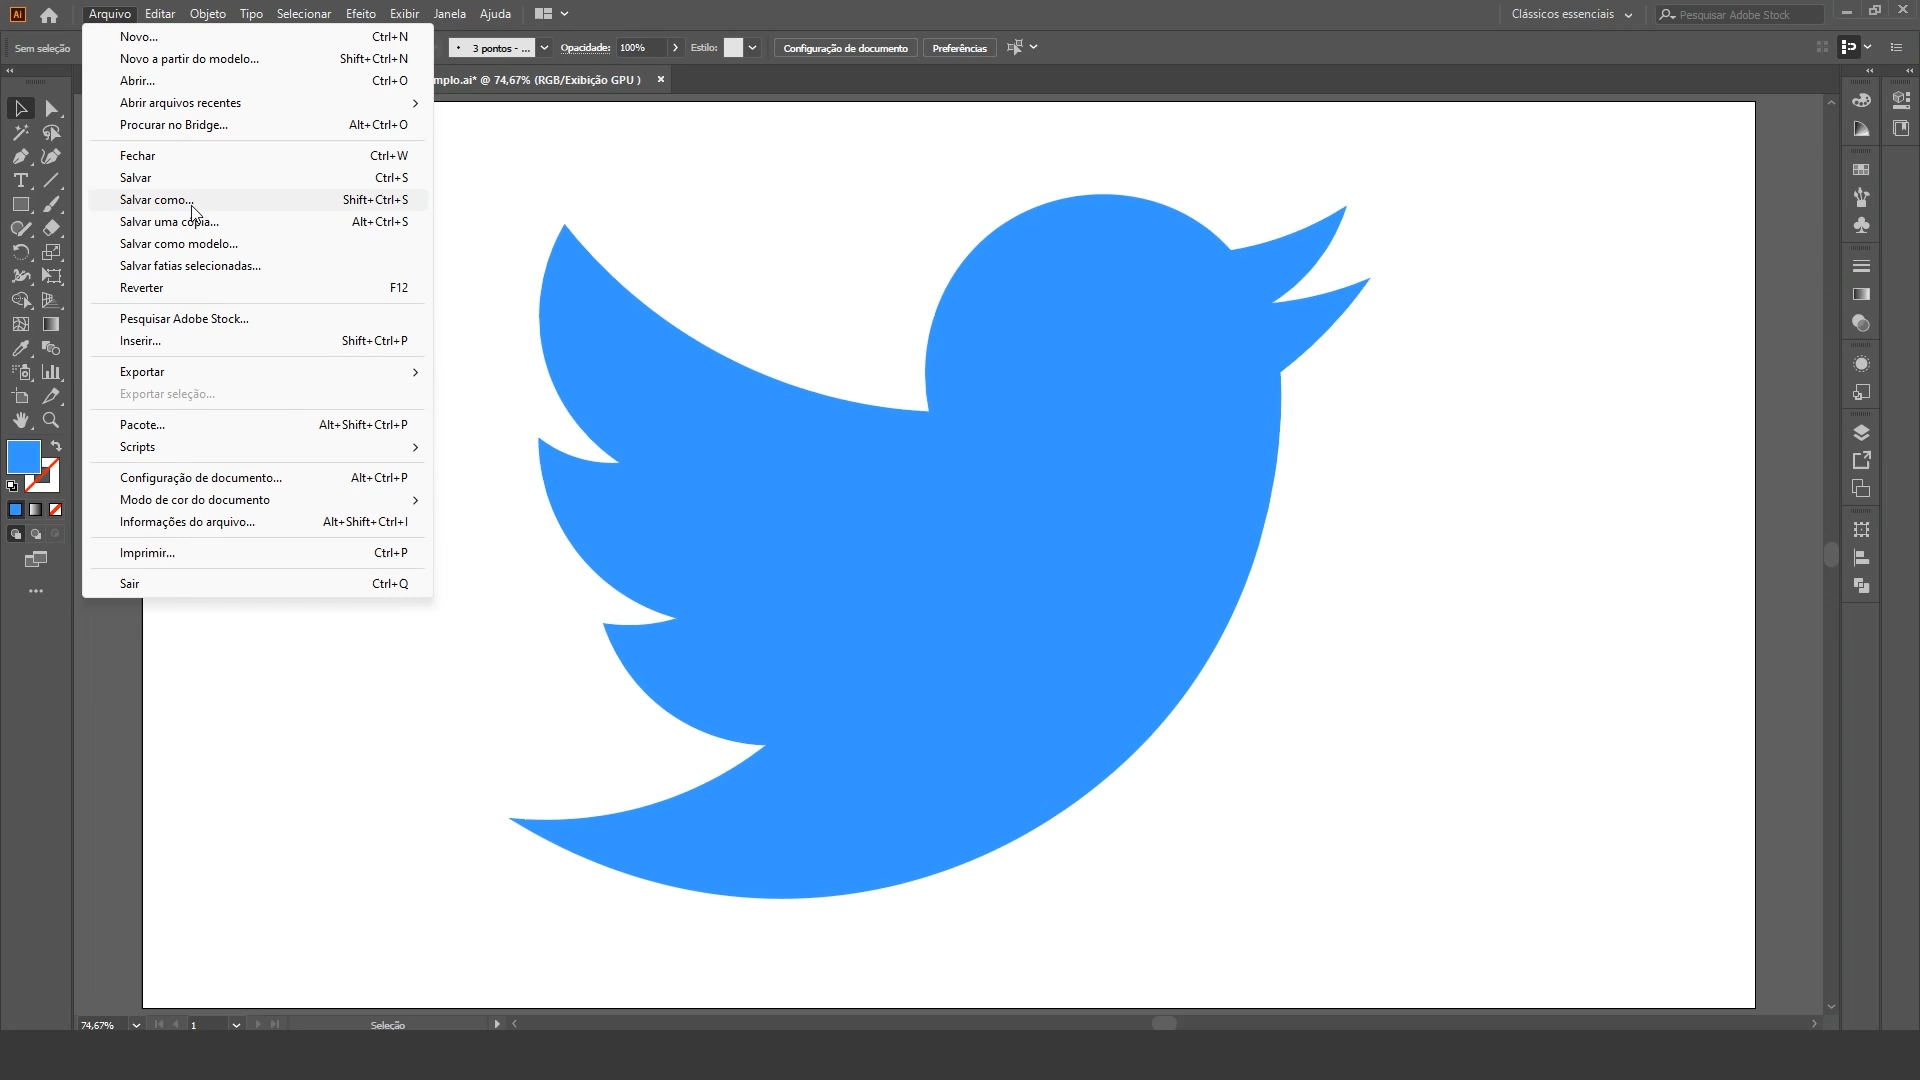 Ai
Arquivo Editar Objeto Tipo Selecionar Efeito Exibir Janela Ajuda
Clássicos essenciais
Pesquisar Adobe Stock
Sem seleção
3 pontos - ...
Opacidade: 100%
Estilo:
Configuração de documento
Preferências
mplo.ai* @ 74,67% (RGB/Exibição GPU )
Novo... Ctrl+N
Novo a partir do modelo... Shift+Ctrl+N
Abrir... Ctrl+O
Abrir arquivos recentes
Procurar no Bridge... Alt+Ctrl+O
Fechar Ctrl+W
Salvar Ctrl+S
Salvar como... Shift+Ctrl+S
Salvar uma cópia... Alt+Ctrl+S
Salvar como modelo...
Salvar fatias selecionadas...
Reverter F12
Pesquisar Adobe Stock...
Inserir... Shift+Ctrl+P
Exportar
Exportar seleção...
Pacote... Alt+Shift+Ctrl+P
Scripts
Configuração de documento... Alt+Ctrl+P
Modo de cor do documento
Informações do arquivo... Alt+Shift+Ctrl+I
Imprimir... Ctrl+P
Sair Ctrl+Q
74,67% 1 Seleção